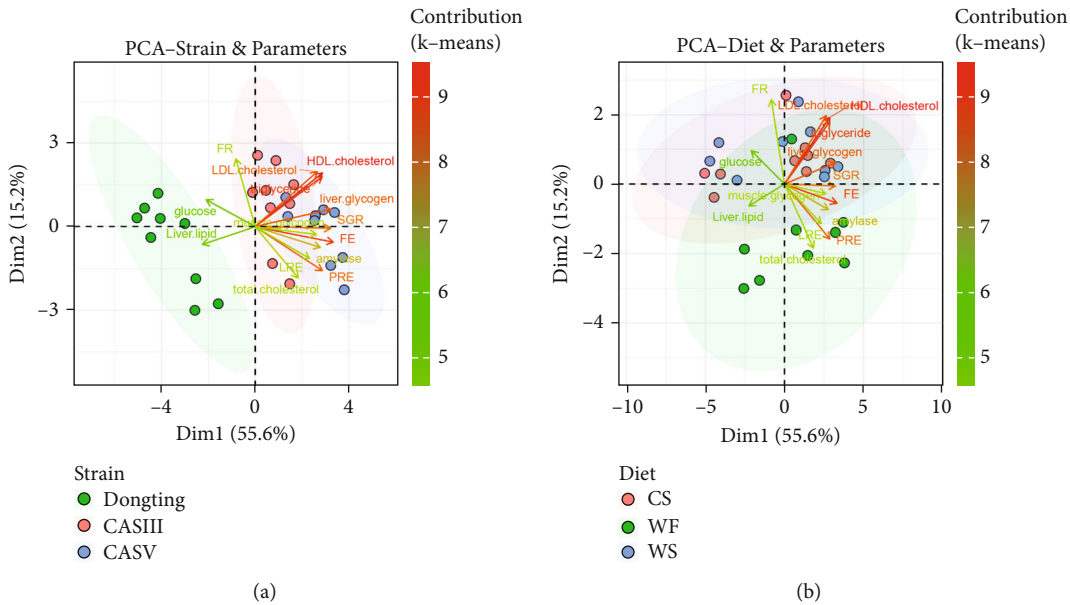 Contribution
(k–means)
PCA–Strain & Parameters
9
8
7
6
5
3
0
−3
Dim2 (15.2%)
FR
LDL.cholesterol
HDL.cholesterol
liver.glycogen
glucose
SGR
Liver.lipid
FE
amylase
LRE
PRE
total.cholesterol
−4
0
4
Dim1 (55.6%)
Strain
Dongting
CASIII
CASV
(a)
Contribution
(k–means)
PCA–Diet & Parameters
9
8
7
6
5
2
0
−2
−4
Dim2 (15.2%)
FR
LDL.cholesterol
HDL.cholesterol
liver.glycogen
glucose
SGR
muscle.glycogen
FE
Liver.lipid
amylase
LRE
PRE
total.cholesterol
−10
−5
0
5
10
Dim1 (55.6%)
Diet
CS
WF
WS
(b)